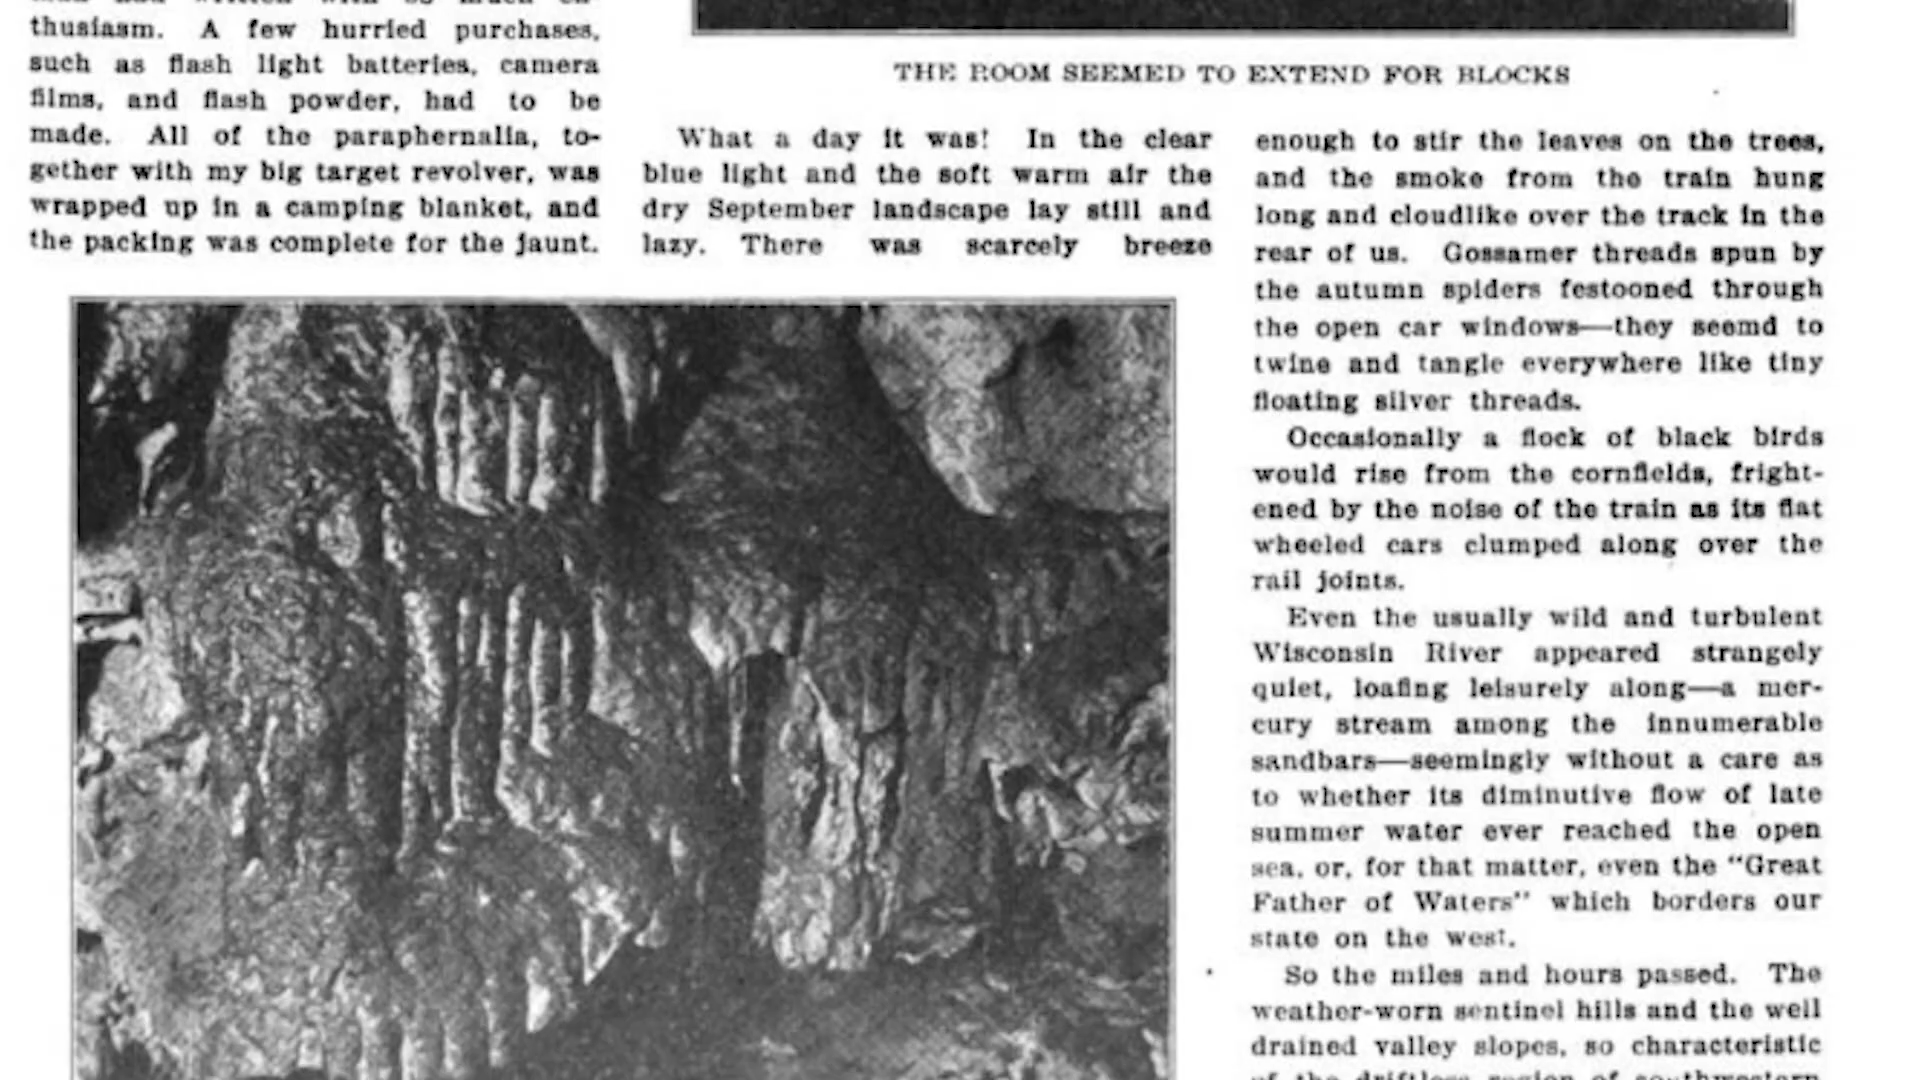 thusiasm. A few hurried purchases,
such as flash light batteries, camera
films, and flash powder, had to be
made. All of the paraphernalia, to-
gether with my big target revolver, was
wrapped up in a camping blanket, and
the packing was complete for the jaunt.
THE ROOM SEEMED TO EXTEND FOR BLOCKS
What a day it was! In the clear
blue light and the soft warm air the
dry September landscape lay still and
lazy. There was scarcely breeze
enough to stir the leaves on the trees,
and the smoke from the train hung
long and cloudlike over the track in the
rear of us. Gossamer threads spun by
the autumn spiders festooned through
the open car windows—they seemd to
twine and tangle everywhere like tiny
floating silver threads.
Occasionally a flock of black birds
would rise from the cornfields, fright-
ened by the noise of the train as its flat
wheeled cars clumped along over the
rail joints.
Even the usually wild and turbulent
Wisconsin River appeared strangely
quiet, loafing leisurely along—a mer-
cury stream among the innumerable
sandbars—seemingly without a care as
to whether its diminutive flow of late
summer water ever reached the open
sea, or, for that matter, even the "Great
Father of Waters" which borders our
state on the west.
So the miles and hours passed. The
weather-worn sentinel hills and the well
drained valley slopes, so characteristic
of the driftless region of southwestern